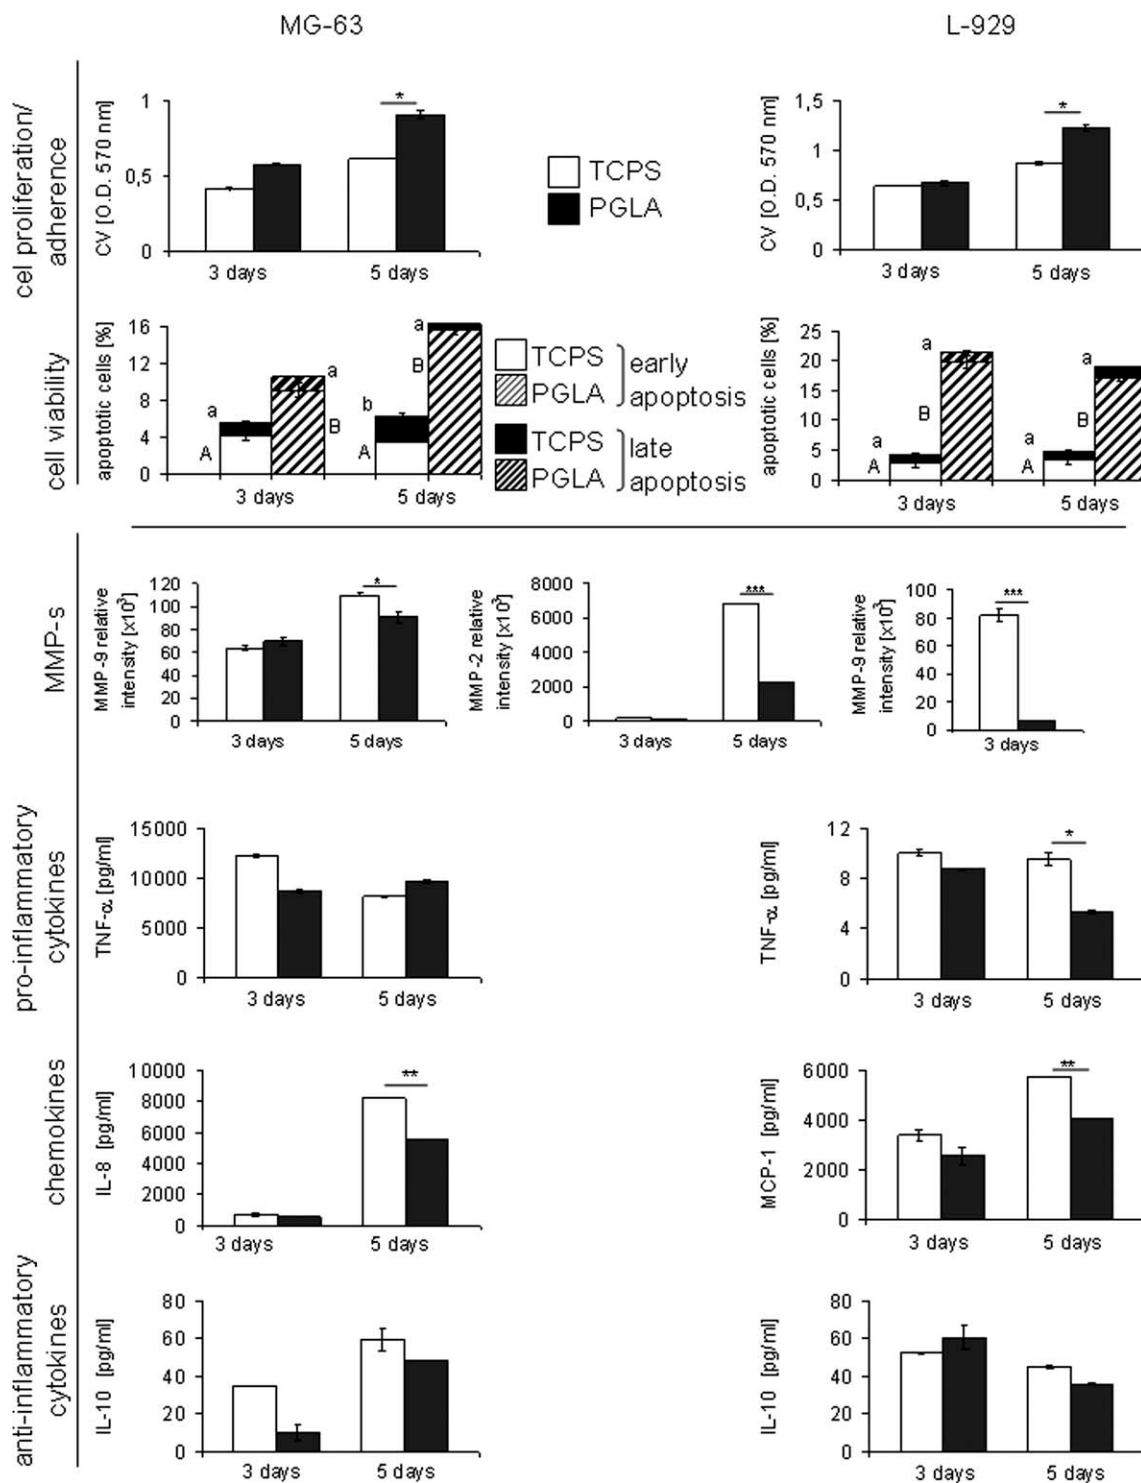 MG-63
L-929
cel proliferation/
adherence
CV [O.D. 570 nm]
1
0,5
0
*
3 days
5 days
TCPS
PGLA
CV [O.D. 570 nm]
1,5
1
0,5
0
*
3 days
5 days
cell viability
apoptotic cells [%]
16
12
8
4
0
a
A
a
B
b
A
a
B
3 days
5 days
TCPS
PGLA
early
apoptosis
TCPS
PGLA
late
apoptosis
apoptotic cells [%]
25
20
15
10
5
0
a
A
a
B
a
A
a
B
3 days
5 days
MMP-s
MMP-9 relative
intensity [x10³]
120
100
80
60
40
20
0
*
3 days
5 days
MMP-2 relative
intensity [x10³]
8000
6000
4000
2000
0
***
3 days
5 days
MMP-9 relative
intensity [x10³]
100
80
60
40
20
0
***
3 days
pro-inflammatory
cytokines
TNF-α [pg/ml]
15000
10000
5000
0
3 days
5 days
TNF-α [pg/ml]
12
8
4
0
*
3 days
5 days
chemokines
IL-8 [pg/ml]
10000
8000
6000
4000
2000
0
**
3 days
5 days
MCP-1 [pg/ml]
6000
4000
2000
0
**
3 days
5 days
anti-inflammatory
cytokines
IL-10 [pg/ml]
80
60
40
20
0
3 days
5 days
IL-10 [pg/ml]
80
60
40
20
0
3 days
5 days